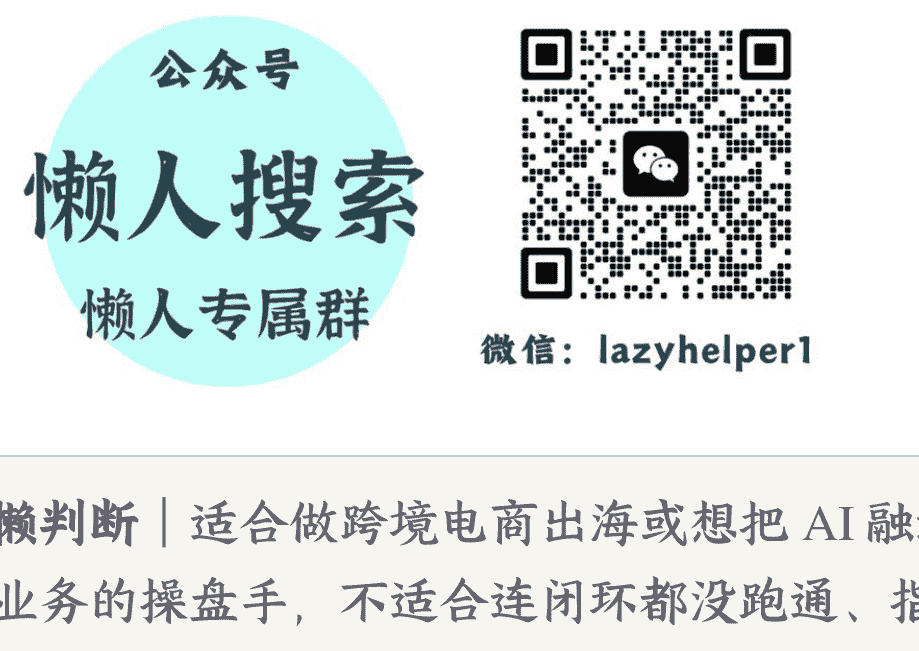 公众号
懒人搜索
懒人专属群
微信：lazyhelper1
懒判断｜适合做跨境电商出海或想把 AI 融
业务的操盘手，不适合连闭环都没跑通、指